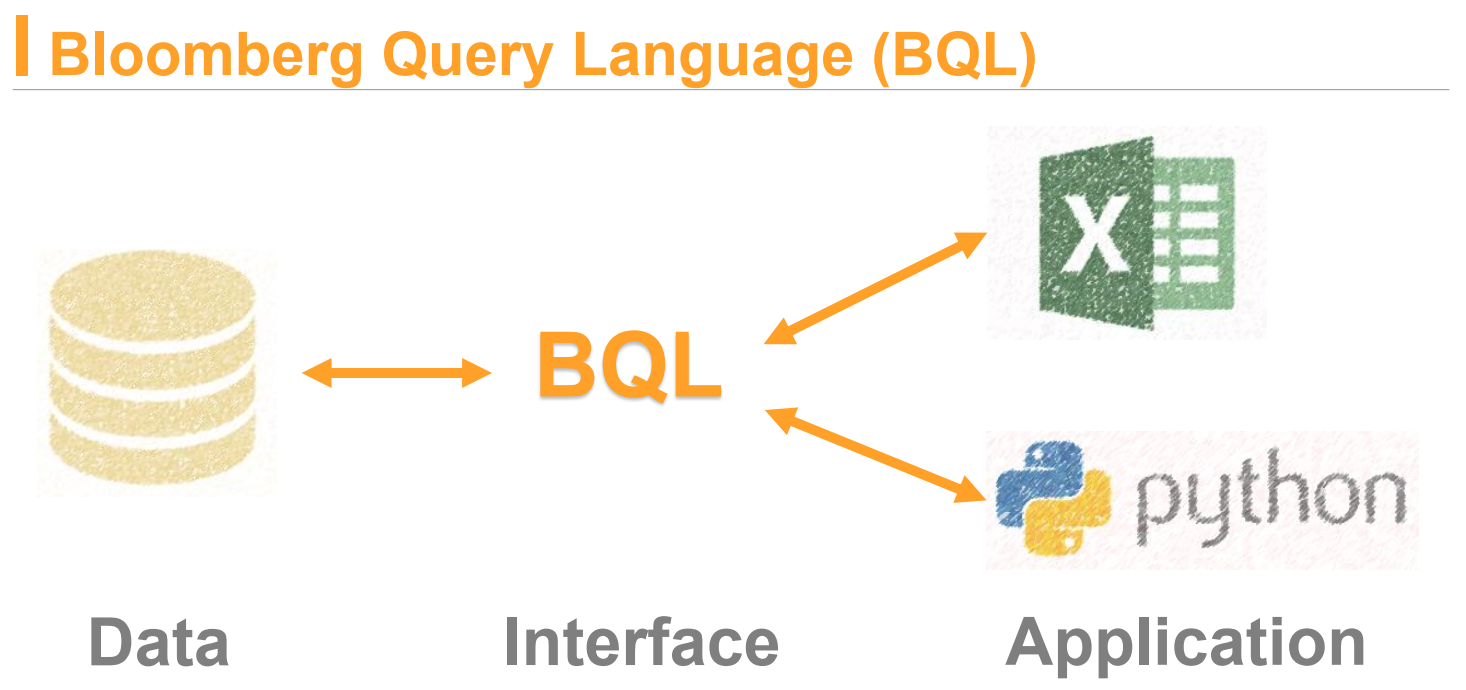 Bloomberg Query Language (BQL)
X
BQL
python
Data
Interface
Application